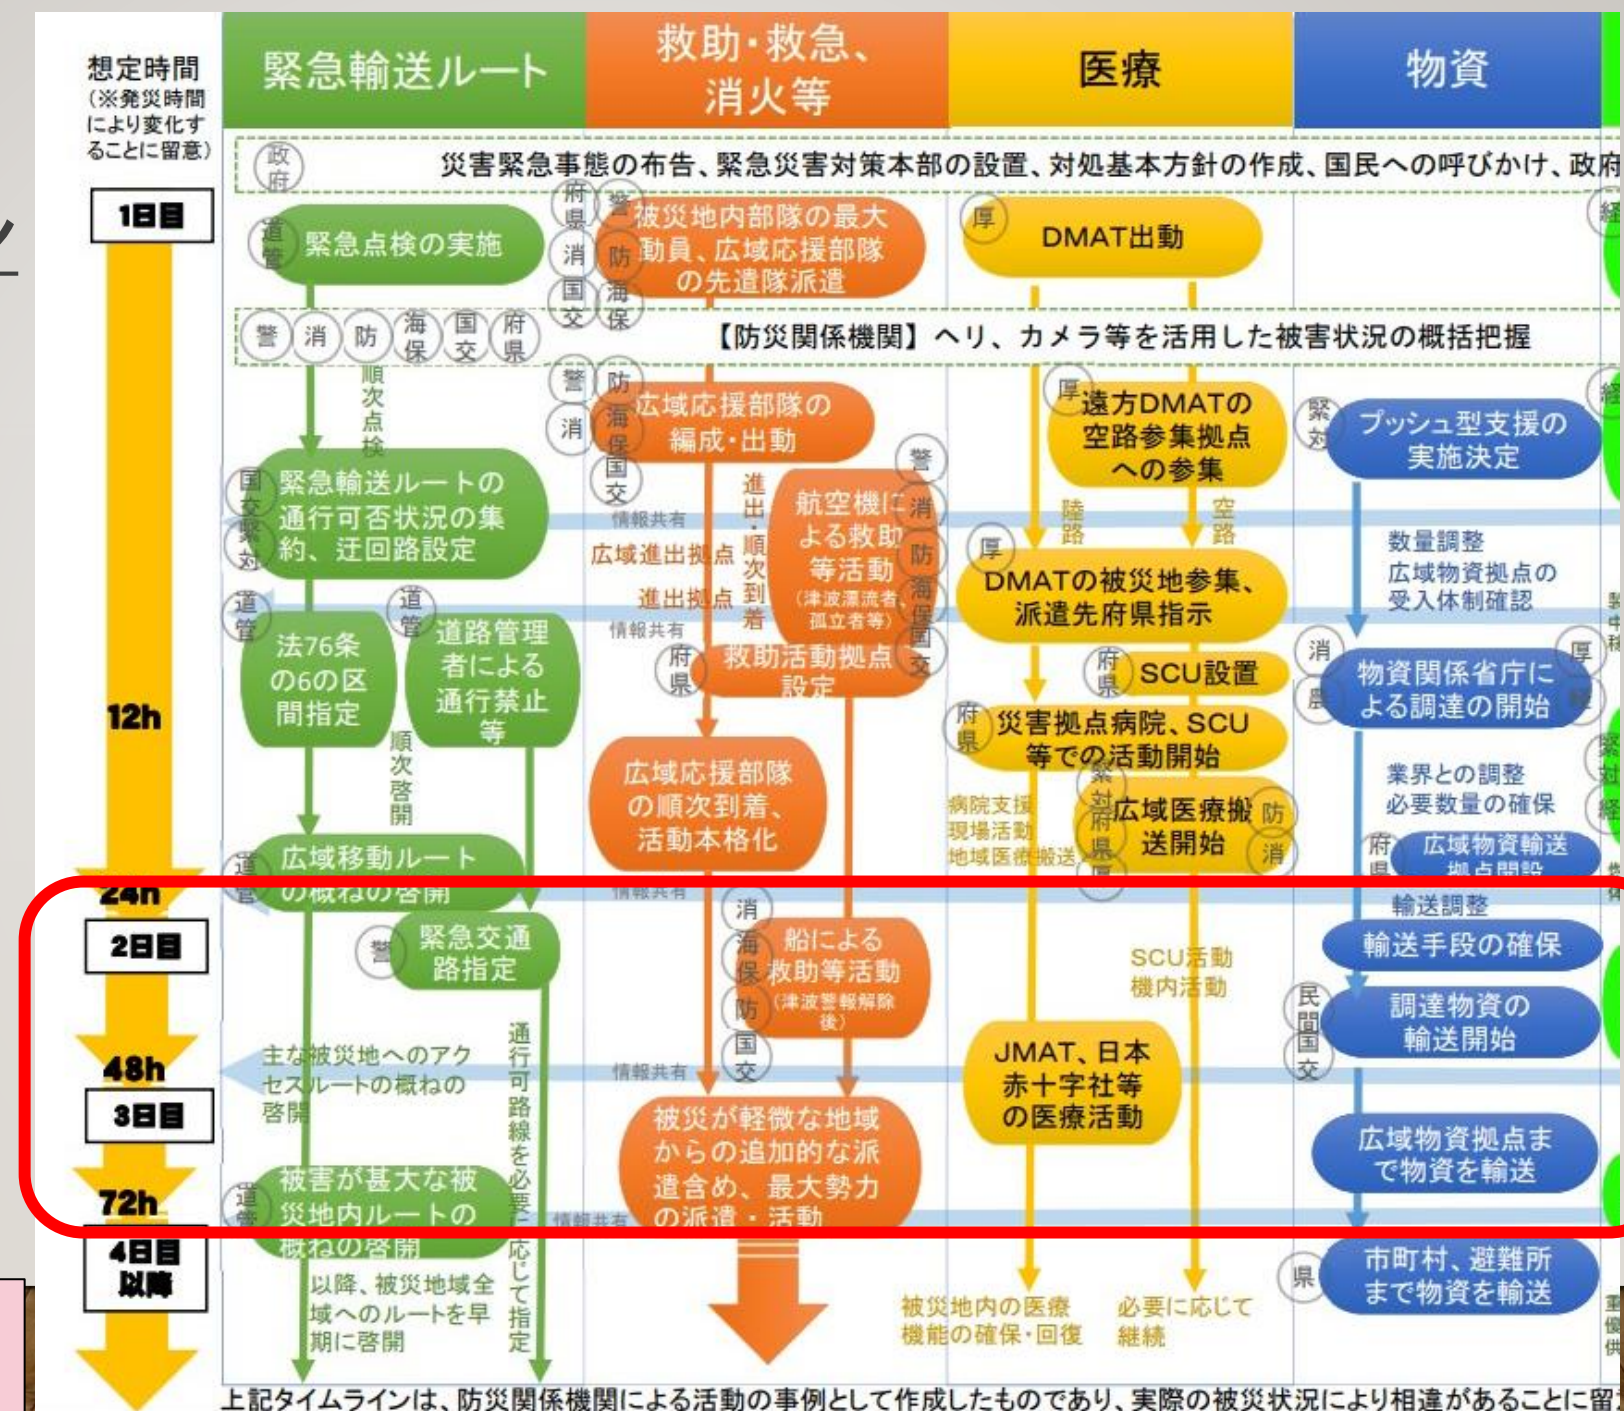 想定時間
(※発災時間
により変化す
ることに留意)
緊急輸送ルート
救助・救急、
消火等
医療
物資
政府
災害緊急事態の布告、緊急災害対策本部の設置、対処基本方針の作成、国民への呼びかけ、政府
1日目
道管
緊急点検の実施
府県
警
消
防
国交
海保
被災地内部隊の最大
動員、広域応援部隊
の先遣隊派遣
厚
DMAT出動
経
警
消
防
海保
国交
府県
【防災関係機関】ヘリ、カメラ等を活用した被害状況の概括把握
順次点検
警
防
消
海保
国交
広域応援部隊の
編成・出動
厚
遠方DMATの
空路参集拠点
への参集
緊対
プッシュ型支援の
実施決定
経
国交
緊対
緊急輸送ルートの
通行可否状況の集
約、迂回路設定
情報共有
広域進出拠点
進出拠点
情報共有
進出・順次到着
警
消
防
海保
国交
航空機に
よる救助
等活動
(津波漂流者、
孤立者等)
陸路
空路
厚
DMATの被災地参集、
派遣先府県指示
数量調整
広域物資拠点の
受入体制確認
道管
法76条
の6の区
間指定
道管
道路管理
者による
通行禁止
等
府県
救助活動拠点
設定
府県
SCU設置
消
農
厚
経
物資関係省庁に
よる調達の開始
12h
順次啓開
広域応援部隊
の順次到着、
活動本格化
府県
災害拠点病院、SCU
等での活動開始
病院支援
現場活動
地域医療搬送
緊対
府県
厚
防
消
広域医療搬
送開始
業界との調整
必要数量の確保
緊対
経
府県
広域物資輸送
拠点開設
道管
広域移動ルート
の概ねの啓開
24h
情報共有
輸送調整
2日目
警
緊急交通
路指定
消
海保
防
国交
船による
救助等活動
(津波警報解除
後)
SCU活動
機内活動
輸送手段の確保
民間
国交
調達物資の
輸送開始
48h
主な被災地へのアク
セスルートの概ねの
啓開
情報共有
通行可路線を必要に応じて指定
JMAT、日本
赤十字社等
の医療活動
3日目
被災が軽微な地域
からの追加的な派
遣含め、最大勢力
の派遣・活動
広域物資拠点ま
で物資を輸送
72h
道管
被害が甚大な被
災地内ルートの
概ねの啓開
情報共有
4日目
以降
以降、被災地域全
域へのルートを早
期に啓開
被災地内の医療
機能の確保・回復
必要に応じて
継続
県
市町村、避難所
まで物資を輸送
重
優
供
上記タイムラインは、防災関係機関による活動の事例として作成したものであり、実際の被災状況により相違があることに留